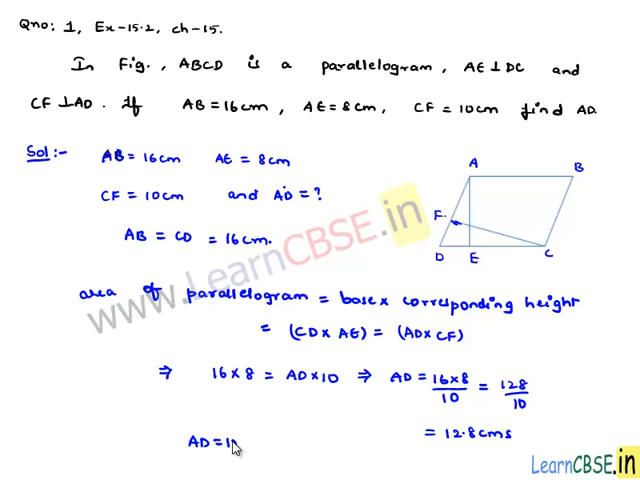 Qno: 1, Ex-15.2, ch-15.
In Fig., ABCD is a parallelogram, AE⊥DC and
CF⊥AD. if AB=16cm, AE=8cm, CF=10cm find AD.
Sol:- AB=16cm AE=8cm
CF=10cm and AD=?
AB=CD=16cm.
A B
F
D E C
area of parallelogram = base× corresponding height
= (CD×AE) = (AD×CF)
⇒ 16×8 = AD×10 ⇒ AD = 16×8/10 = 128/10
= 12.8cms
AD=1
www.LearnCBSE.in
LearnCBSE.in